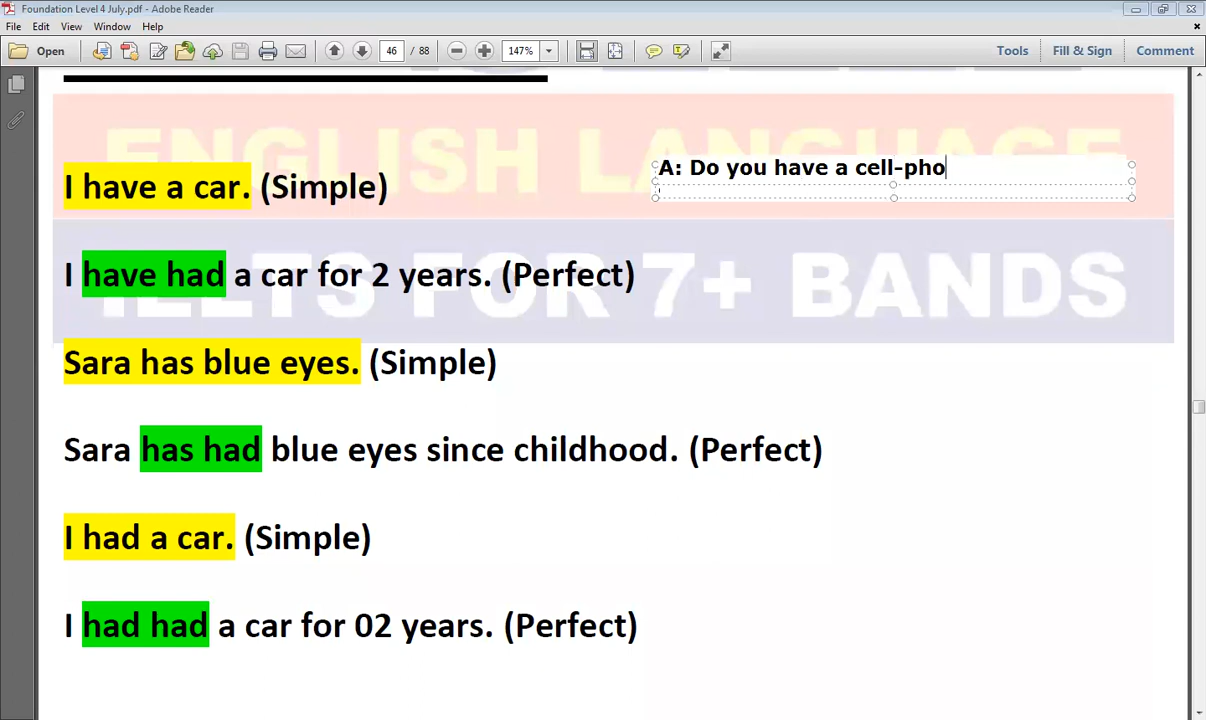 Foundation Level 4 July.pdf - Adobe Reader
File Edit View Window Help
Open 46 / 88 147% Tools Fill & Sign Comment
ENGLISH LANGUAGE
A: Do you have a cell-pho
I have a car. (Simple)
IELTS FOR 7+ BANDS
I have had a car for 2 years. (Perfect)
Sara has blue eyes. (Simple)
Sara has had blue eyes since childhood. (Perfect)
I had a car. (Simple)
I had had a car for 02 years. (Perfect)